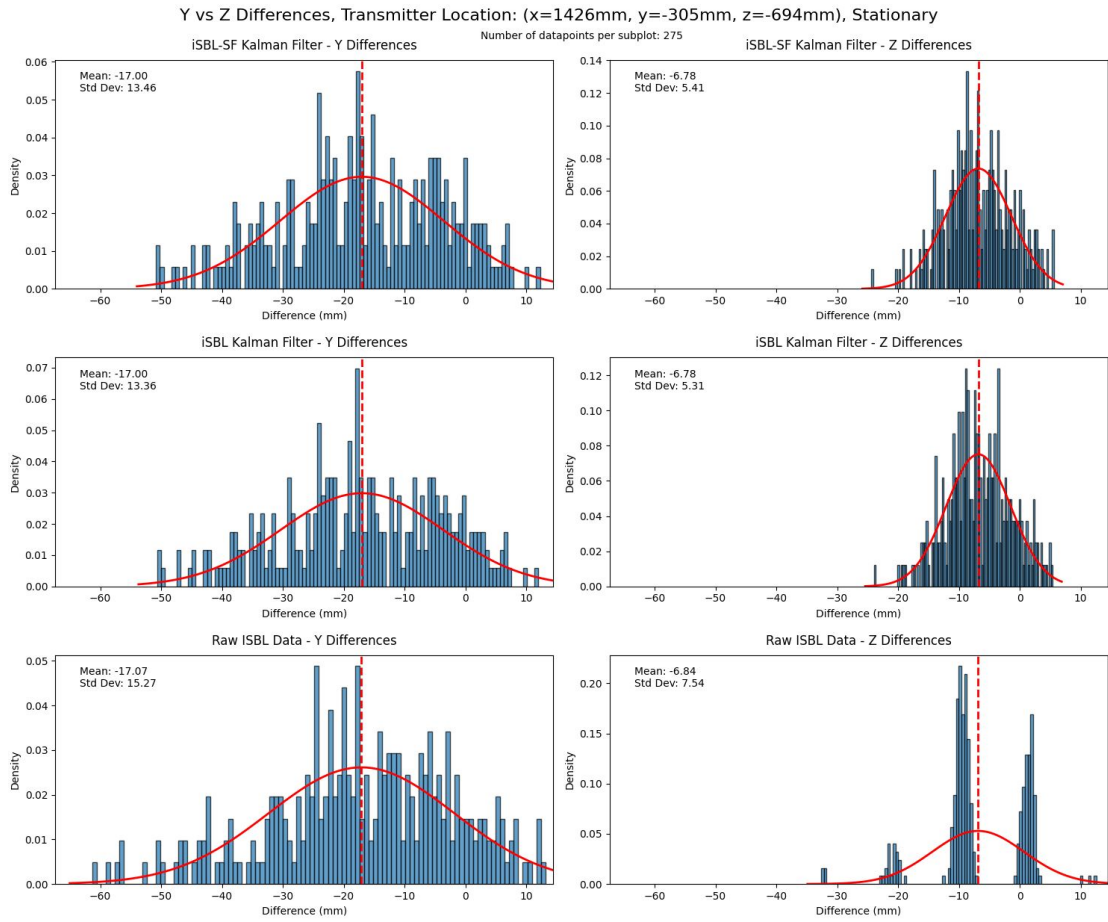 Y vs Z Differences, Transmitter Location: (x=1426mm, y=-305mm, z=-694mm), Stationary
Number of datapoints per subplot: 275
iSBL-SF Kalman Filter - Y Differences
Mean: -17.00
Std Dev: 13.46
Density
0.06
0.05
0.04
0.03
0.02
0.01
0.00
−60 −50 −40 −30 −20 −10 0 10
Difference (mm)
iSBL-SF Kalman Filter - Z Differences
Mean: -6.78
Std Dev: 5.41
Density
0.14
0.12
0.10
0.08
0.06
0.04
0.02
0.00
−60 −50 −40 −30 −20 −10 0 10
Difference (mm)
iSBL Kalman Filter - Y Differences
Mean: -17.00
Std Dev: 13.36
Density
0.07
0.06
0.05
0.04
0.03
0.02
0.01
0.00
−60 −50 −40 −30 −20 −10 0 10
Difference (mm)
iSBL Kalman Filter - Z Differences
Mean: -6.78
Std Dev: 5.31
Density
0.12
0.10
0.08
0.06
0.04
0.02
0.00
−60 −50 −40 −30 −20 −10 0 10
Difference (mm)
Raw ISBL Data - Y Differences
Mean: -17.07
Std Dev: 15.27
Density
0.05
0.04
0.03
0.02
0.01
0.00
−60 −50 −40 −30 −20 −10 0 10
Difference (mm)
Raw ISBL Data - Z Differences
Mean: -6.84
Std Dev: 7.54
Density
0.20
0.15
0.10
0.05
0.00
−60 −50 −40 −30 −20 −10 0 10
Difference (mm)